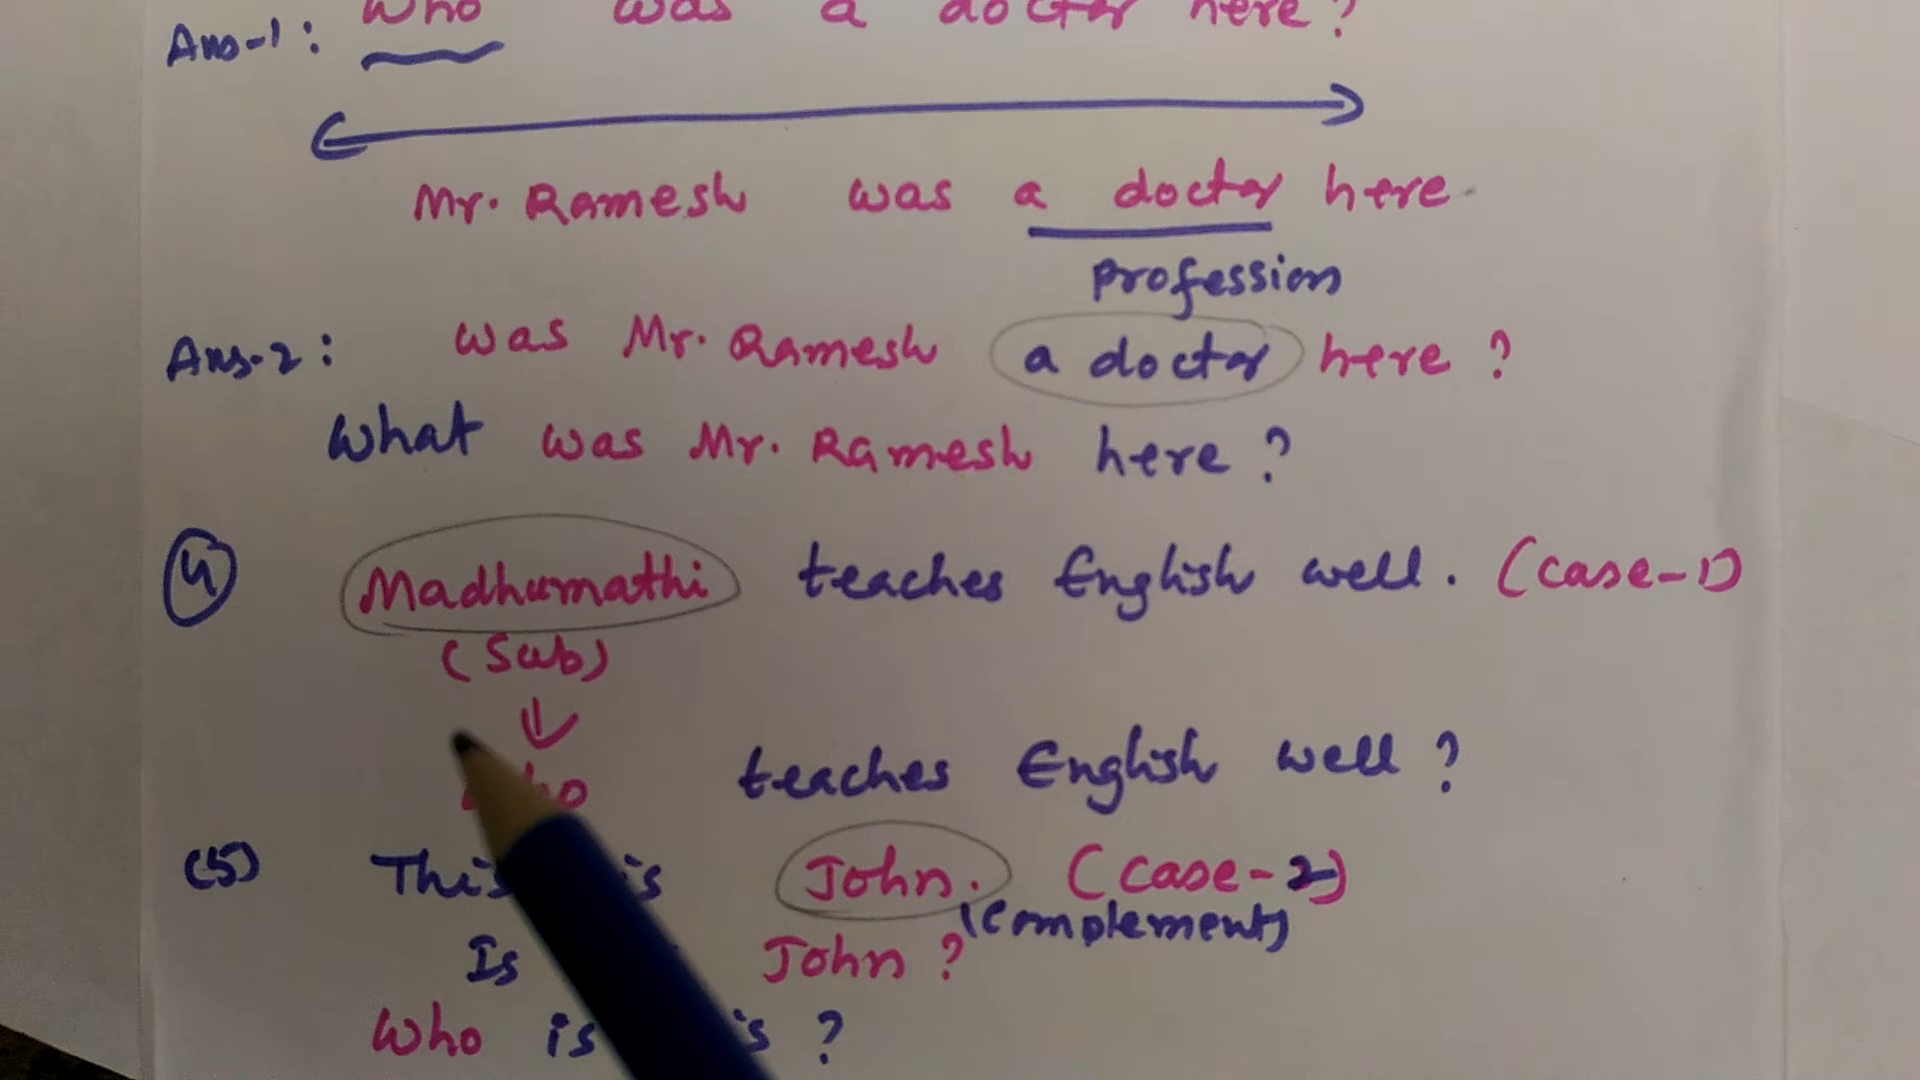 Ans-1: Who was a doctor here?
Mr. Ramesh was a doctor here.
Profession
Ans-2: was Mr. Ramesh a doctor here?
What was Mr. Ramesh here?
4 Madhumathi teaches English well. (case-1)
(Sub)
teaches English well?
(5) This is John. (case-2)
(Complement)
Is John?
Who is ?